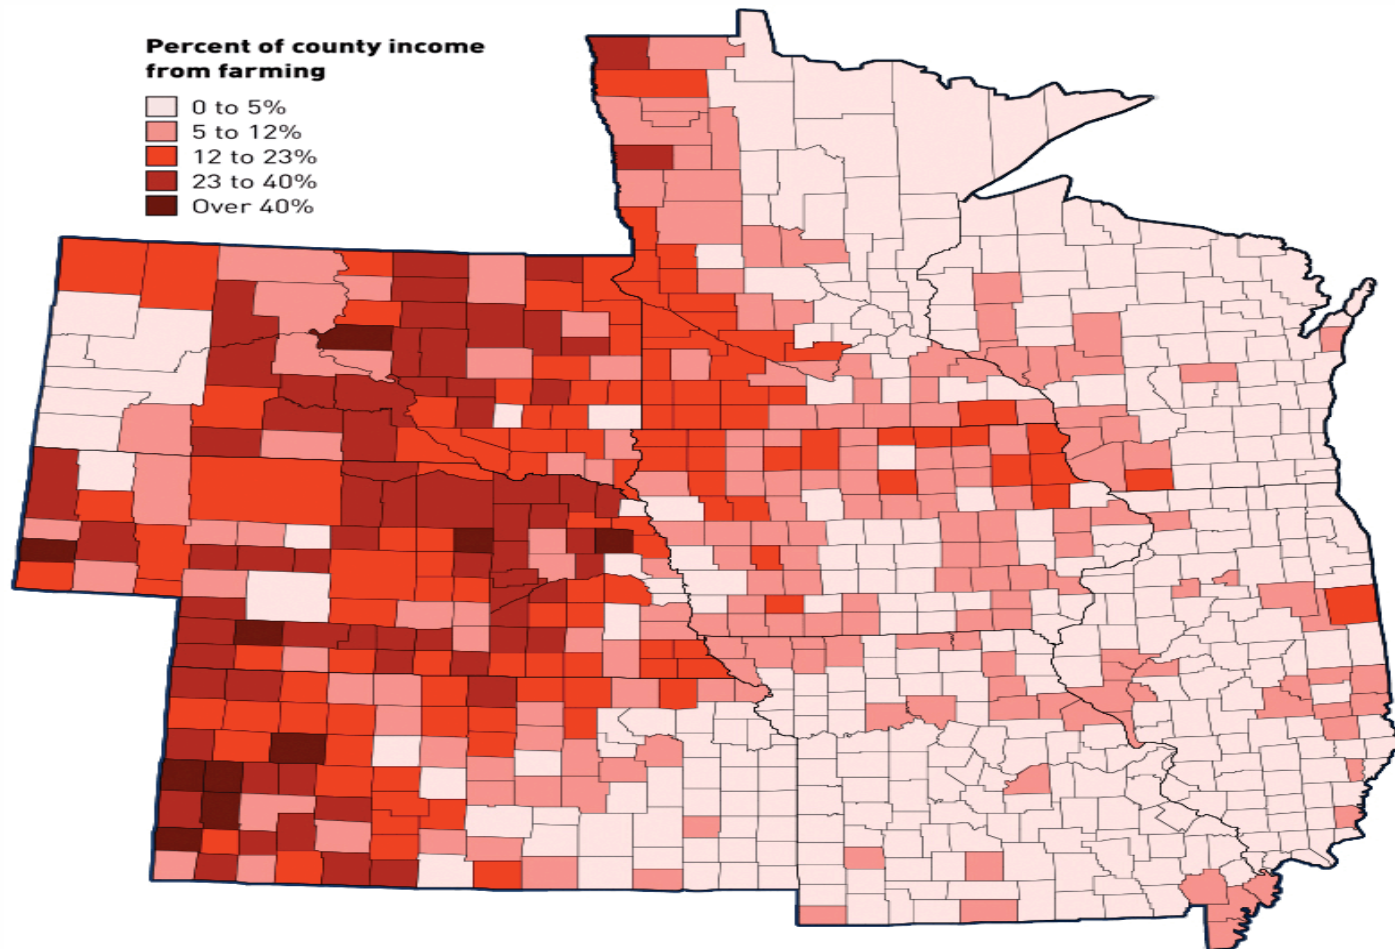 Percent of county income
from farming
0 to 5%
5 to 12%
12 to 23%
23 to 40%
Over 40%